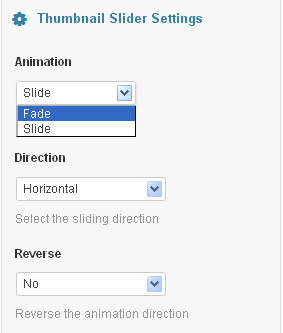 Thumbnail Slider Settings
Animation
Slide
Fade
Slide
Direction
Horizontal
Select the sliding direction
Reverse
No
Reverse the animation direction